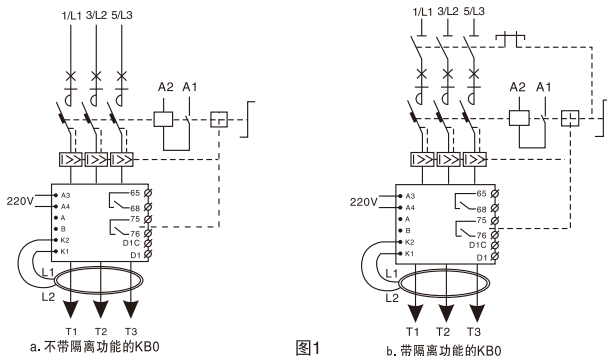 1/L1 3/L2 5/L3
A2 A1
220V
A3
A4
A
B
K2
K1
65
68
75
76
D1C
D1
L1
L2
T1 T2 T3
a. 不带隔离功能的KB0
1/L1 3/L2 5/L3
A2 A1
220V
A3
A4
A
B
K2
K1
65
68
75
76
D1C
D1
L1
L2
T1 T2 T3
b. 带隔离功能的KB0
图1